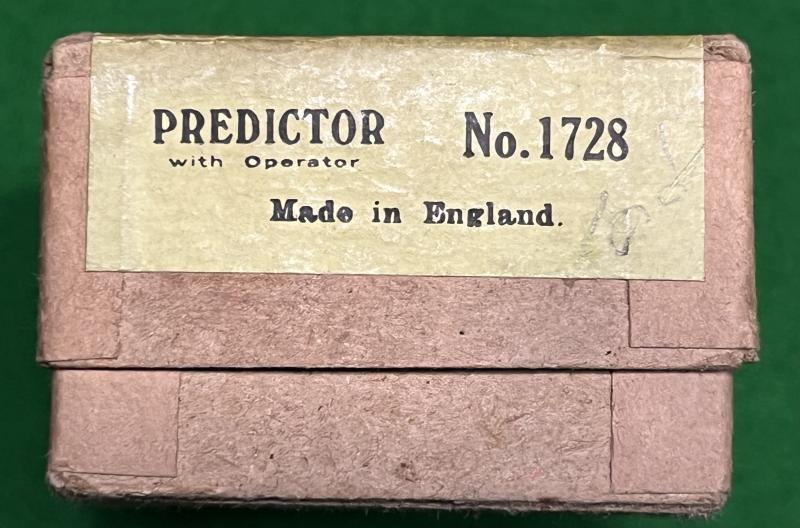 PREDICTOR No. 1728
with Operator
Made in England.